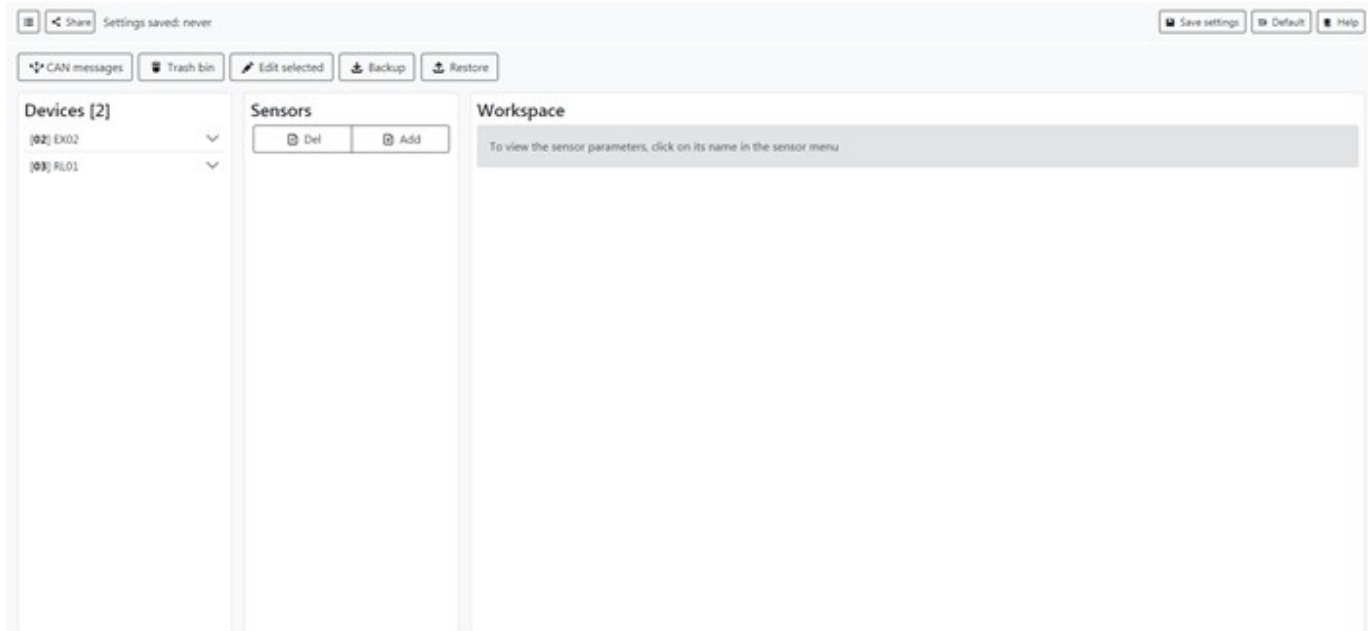 Share Settings saved: never Save settings Default Help
CAN messages Trash bin Edit selected Backup Restore
Devices [2]
[02] EX02
[03] RL01
Sensors
Del Add
Workspace
To view the sensor parameters, click on its name in the sensor menu